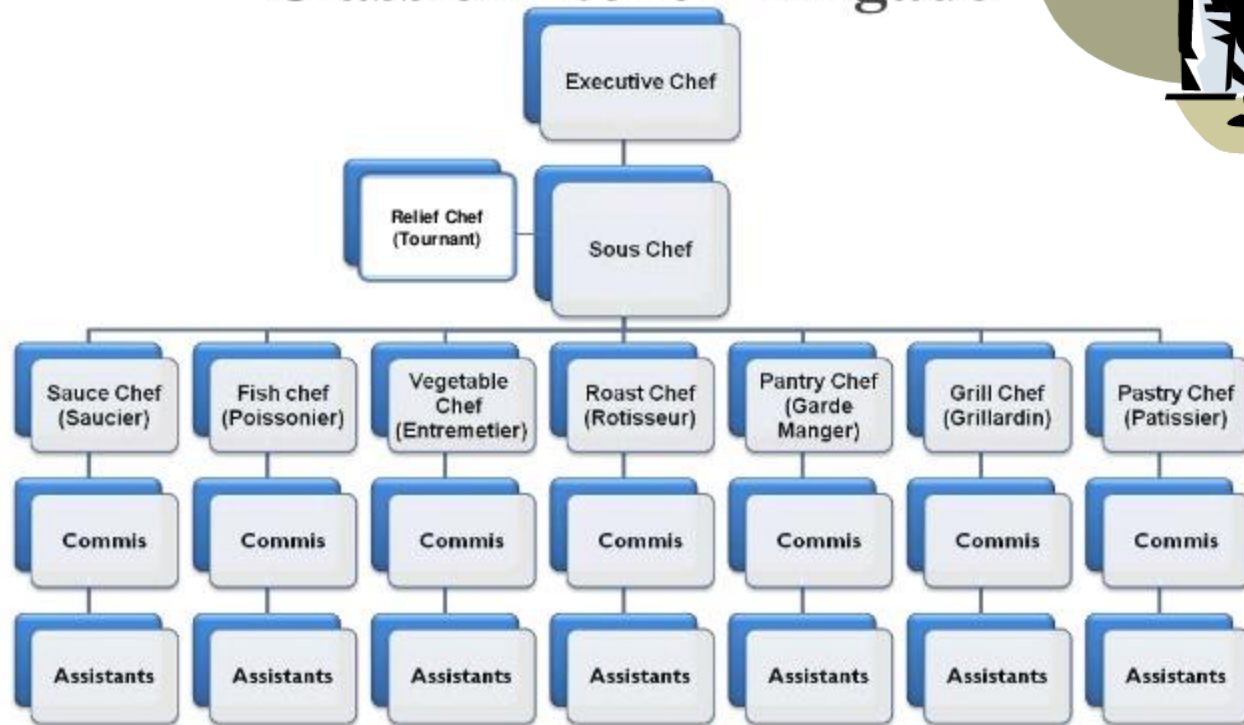 Executive Chef
Relief Chef
(Tournant)
Sous Chef
Sauce Chef
(Saucier)
Fish chef
(Poissonier)
Vegetable
Chef
(Entremetier)
Roast Chef
(Rotisseur)
Pantry Chef
(Garde
Manger)
Grill Chef
(Grillardin)
Pastry Chef
(Patissier)
Commis
Commis
Commis
Commis
Commis
Commis
Commis
Assistants
Assistants
Assistants
Assistants
Assistants
Assistants
Assistants